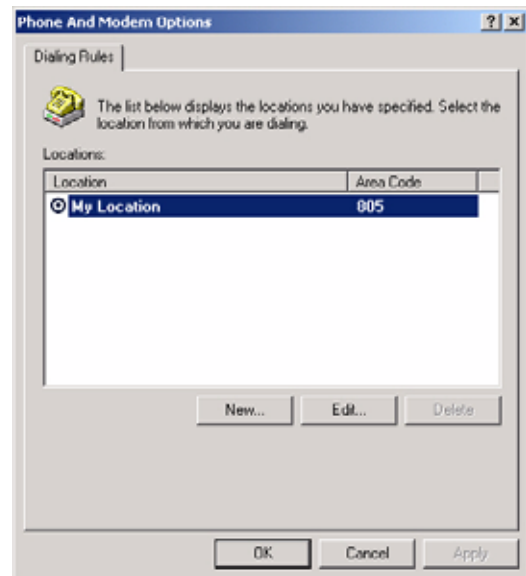 Phone And Modem Options
Dialing Rules
The list below displays the locations you have specified. Select the
location from which you are dialing.
Locations:
Location Area Code
My Location 805
New... Edit... Delete
OK Cancel Apply